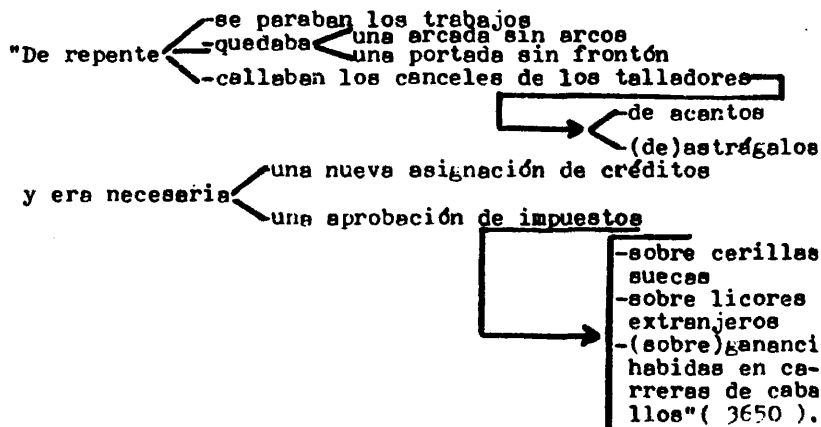 -se paraban los trabajos
"De repente -quedaba una arcada sin arcos
una portada sin frontón
-callaban los canceles de los talladores
-de acantos
-(de)astrágalos
una nueva asignación de créditos
y era necesaria
una aprobación de impuestos
-sobre cerillas
suecas
-sobre licores
extranjeros
-(sobre)gananci
habidas en ca-
rreras de caba
llos"( 3650 ).